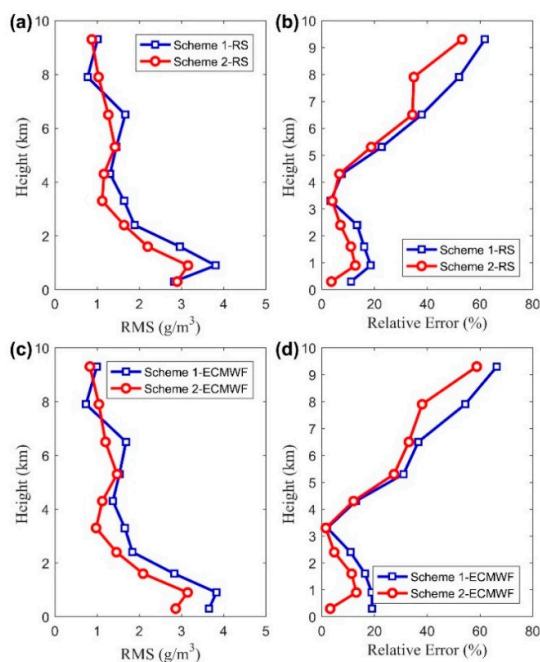 (a)
10
9
8
7
6
5
4
3
2
1
0
Height (km)
Scheme 1-RS
Scheme 2-RS
0 1 2 3 4 5
RMS (g/m³)
(b)
10
9
8
7
6
5
4
3
2
1
0
Height (km)
Scheme 1-RS
Scheme 2-RS
0 20 40 60 80
Relative Error (%)
(c)
10
8
6
4
2
0
Height (km)
Scheme 1-ECMWF
Scheme 2-ECMWF
0 1 2 3 4 5
RMS (g/m³)
(d)
10
9
8
7
6
5
4
3
2
1
0
Height (km)
Scheme 1-ECMWF
Scheme 2-ECMWF
0 20 40 60 80
Relative Error (%)